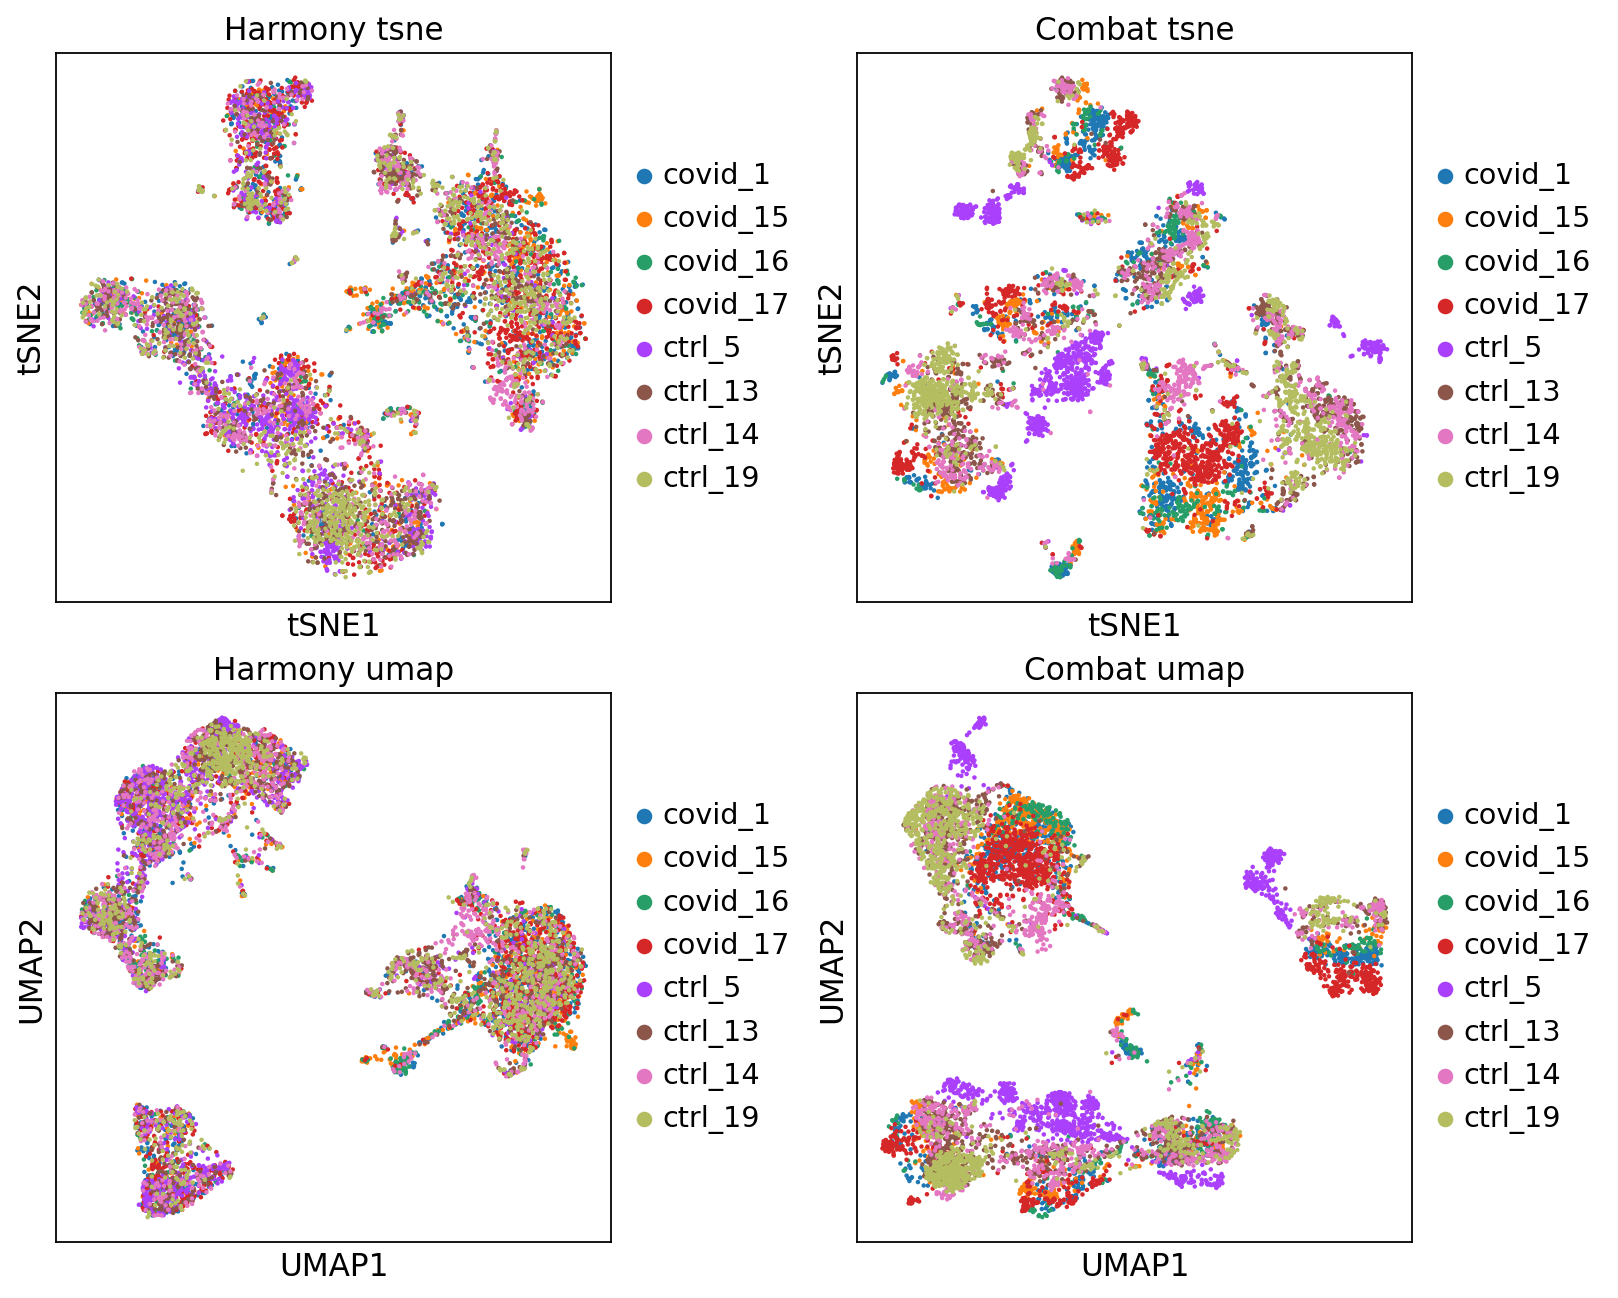 Harmony tsne
tSNE2
tSNE1
covid_1
covid_15
covid_16
covid_17
ctrl_5
ctrl_13
ctrl_14
ctrl_19
Combat tsne
tSNE2
tSNE1
covid_1
covid_15
covid_16
covid_17
ctrl_5
ctrl_13
ctrl_14
ctrl_19
Harmony umap
UMAP2
UMAP1
covid_1
covid_15
covid_16
covid_17
ctrl_5
ctrl_13
ctrl_14
ctrl_19
Combat umap
UMAP2
UMAP1
covid_1
covid_15
covid_16
covid_17
ctrl_5
ctrl_13
ctrl_14
ctrl_19